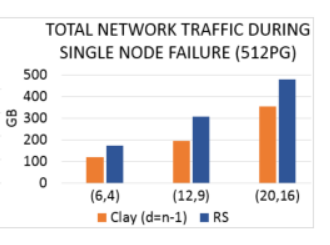 TOTAL NETWORK TRAFFIC DURING
SINGLE NODE FAILURE (512PG)
500
400
300
200
100
0
GB
(6,4) (12,9) (20,16)
Clay (d=n-1) RS